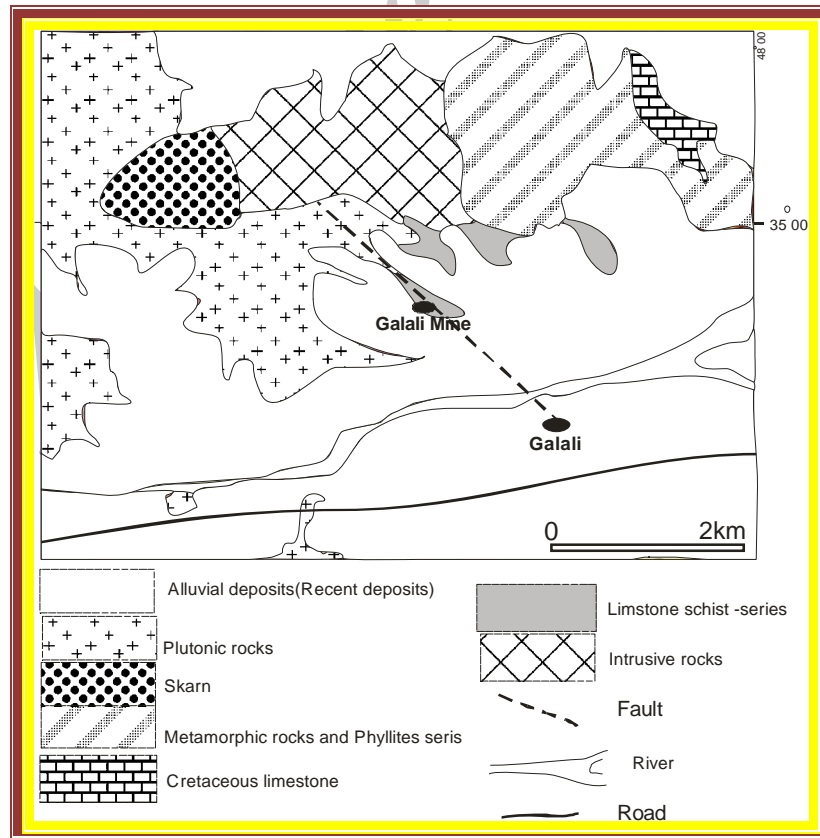 48 00
35 00
Galali Mine
Galali
0 2km
Alluvial deposits(Recent deposits)
Plutonic rocks
Skarn
Metamorphic rocks and Phyllites seris
Cretaceous limestone
Limstone schist -series
Intrusive rocks
Fault
River
Road